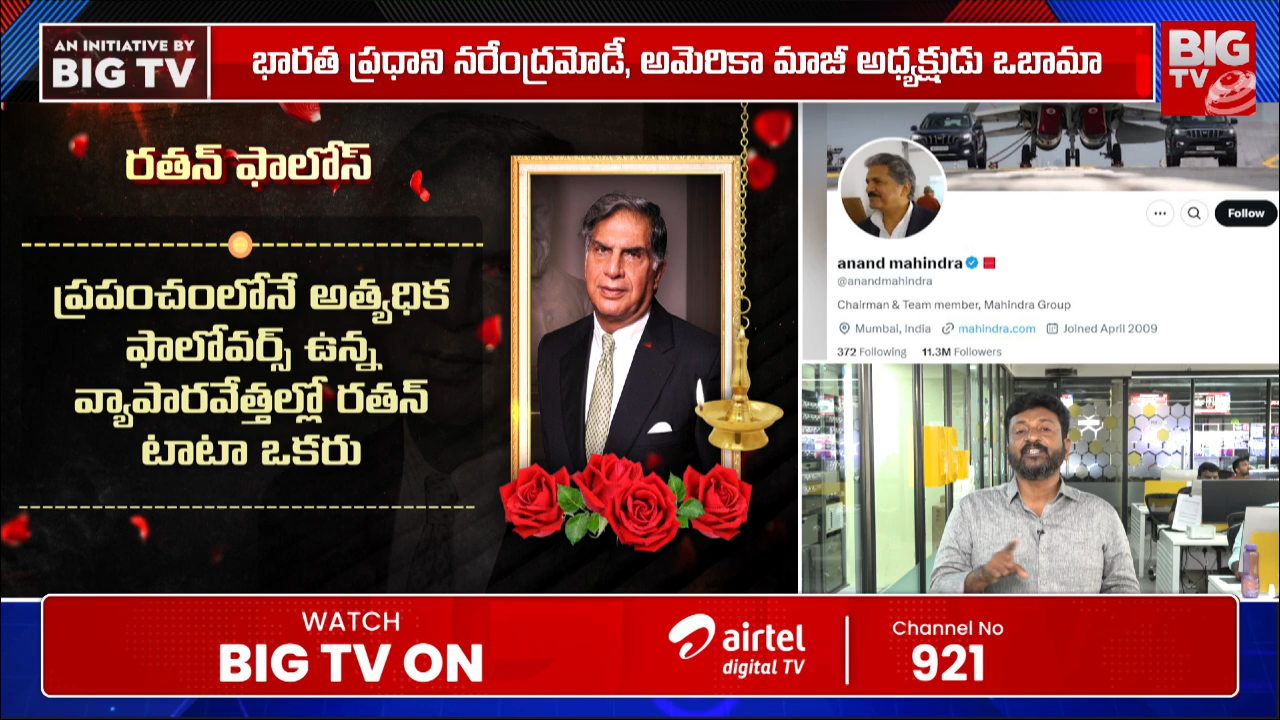 AN INITIATIVE BY
BIG TV
భారత ప్రధాని నరేంద్రమోడీ, అమెరికా మాజీ అధ్యక్షుడు ఒబామా
BIG
TV
రతన్ ఫాలోస్
ప్రపంచంలోనే అత్యధిక
ఫాలోవర్స్ ఉన్న
వ్యాపారవేత్తల్లో రతన్
టాటా ఒకరు
Follow
anand mahindra
@anandmahindra
Chairman & Team member, Mahindra Group
Mumbai, India mahindra.com Joined April 2009
372 Following 11.3M Followers
WATCH
BIG TV ON
airtel
digital TV
Channel No
921